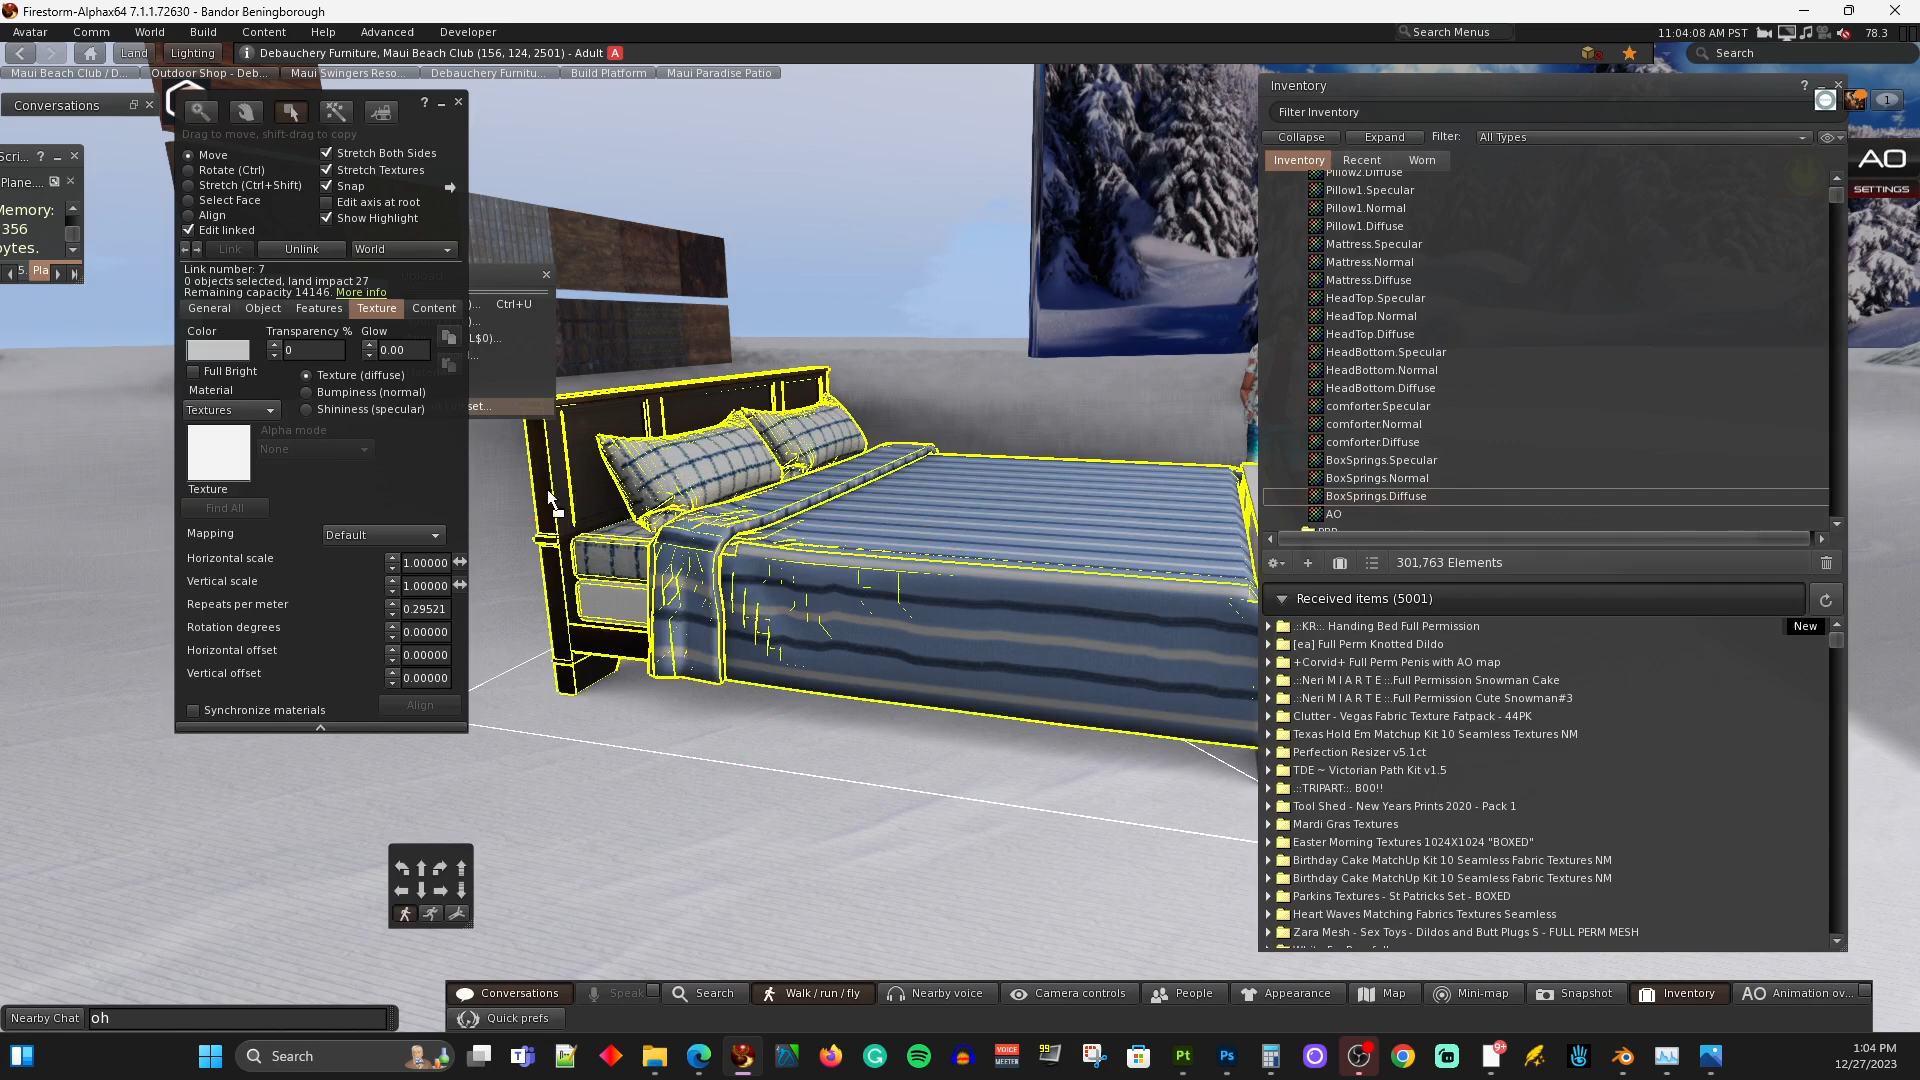 Firestorm-Alphax64 7.1.1.72630 - Bandor Beningborough
Avatar Comm World Build Content Help Advanced Developer
Search Menus
11:04:08 AM PST
78.3
Land Lighting
Debauchery Furniture, Maui Beach Club (156, 124, 2501) - Adult A
Search
Maui Beach Club / D... Outdoor Shop - Deb... Maui Swingers Reso... Debauchery Furnitu... Build Platform Maui Paradise Patio
Conversations
Scri...
Plane....
Memory:
356
bytes.
5. Pla
Drag to move, shift-drag to copy
Move
Rotate (Ctrl)
Stretch (Ctrl+Shift)
Select Face
Align
Edit linked
Stretch Both Sides
Stretch Textures
Snap
Edit axis at root
Show Highlight
Link Unlink World
Link number: 7
0 objects selected, land impact 27
Remaining capacity 14146. More info
General Object Features Texture Content
Color Transparency % Glow
0 0.00
Full Bright
Material
Textures
Texture (diffuse)
Bumpiness (normal)
Shininess (specular)
Alpha mode
None
Texture
Find All
Mapping Default
Horizontal scale 1.00000
Vertical scale 1.00000
Repeats per meter 0.29521
Rotation degrees 0.00000
Horizontal offset 0.00000
Vertical offset 0.00000
Synchronize materials Align
)... Ctrl+U
)...
L$0)...
set...
Inventory
1
Filter Inventory
Collapse Expand Filter: All Types
Inventory Recent Worn
Pillow2.Diffuse
Pillow1.Specular
Pillow1.Normal
Pillow1.Diffuse
Mattress.Specular
Mattress.Normal
Mattress.Diffuse
HeadTop.Specular
HeadTop.Normal
HeadTop.Diffuse
HeadBottom.Specular
HeadBottom.Normal
HeadBottom.Diffuse
comforter.Specular
comforter.Normal
comforter.Diffuse
BoxSprings.Specular
BoxSprings.Normal
BoxSprings.Diffuse
AO
301,763 Elements
Received items (5001)
.::KR::. Handing Bed Full Permission New
[ea] Full Perm Knotted Dildo
+Corvid+ Full Perm Penis with AO map
.::Neri M I A R T E ::.Full Permission Snowman Cake
.::Neri M I A R T E ::.Full Permission Cute Snowman#3
Clutter - Vegas Fabric Texture Fatpack - 44PK
Texas Hold Em Matchup Kit 10 Seamless Textures NM
Perfection Resizer v5.1ct
TDE ~ Victorian Path Kit v1.5
.::TRIPART::. B00!!
Tool Shed - New Years Prints 2020 - Pack 1
Mardi Gras Textures
Easter Morning Textures 1024X1024 "BOXED"
Birthday Cake MatchUp Kit 10 Seamless Fabric Textures NM
Birthday Cake MatchUp Kit 10 Seamless Fabric Textures NM
Parkins Textures - St Patricks Set - BOXED
Heart Waves Matching Fabrics Textures Seamless
Zara Mesh - Sex Toys - Dildos and Butt Plugs S - FULL PERM MESH
AO
SETTINGS
Conversations Speak Search Walk / run / fly Nearby voice Camera controls People Appearance Map Mini-map Snapshot Inventory AO Animation ov...
Quick prefs
Nearby Chat oh
Search
VOICE
MEETER
99
Pt
Ps
9+
1:04 PM
12/27/2023